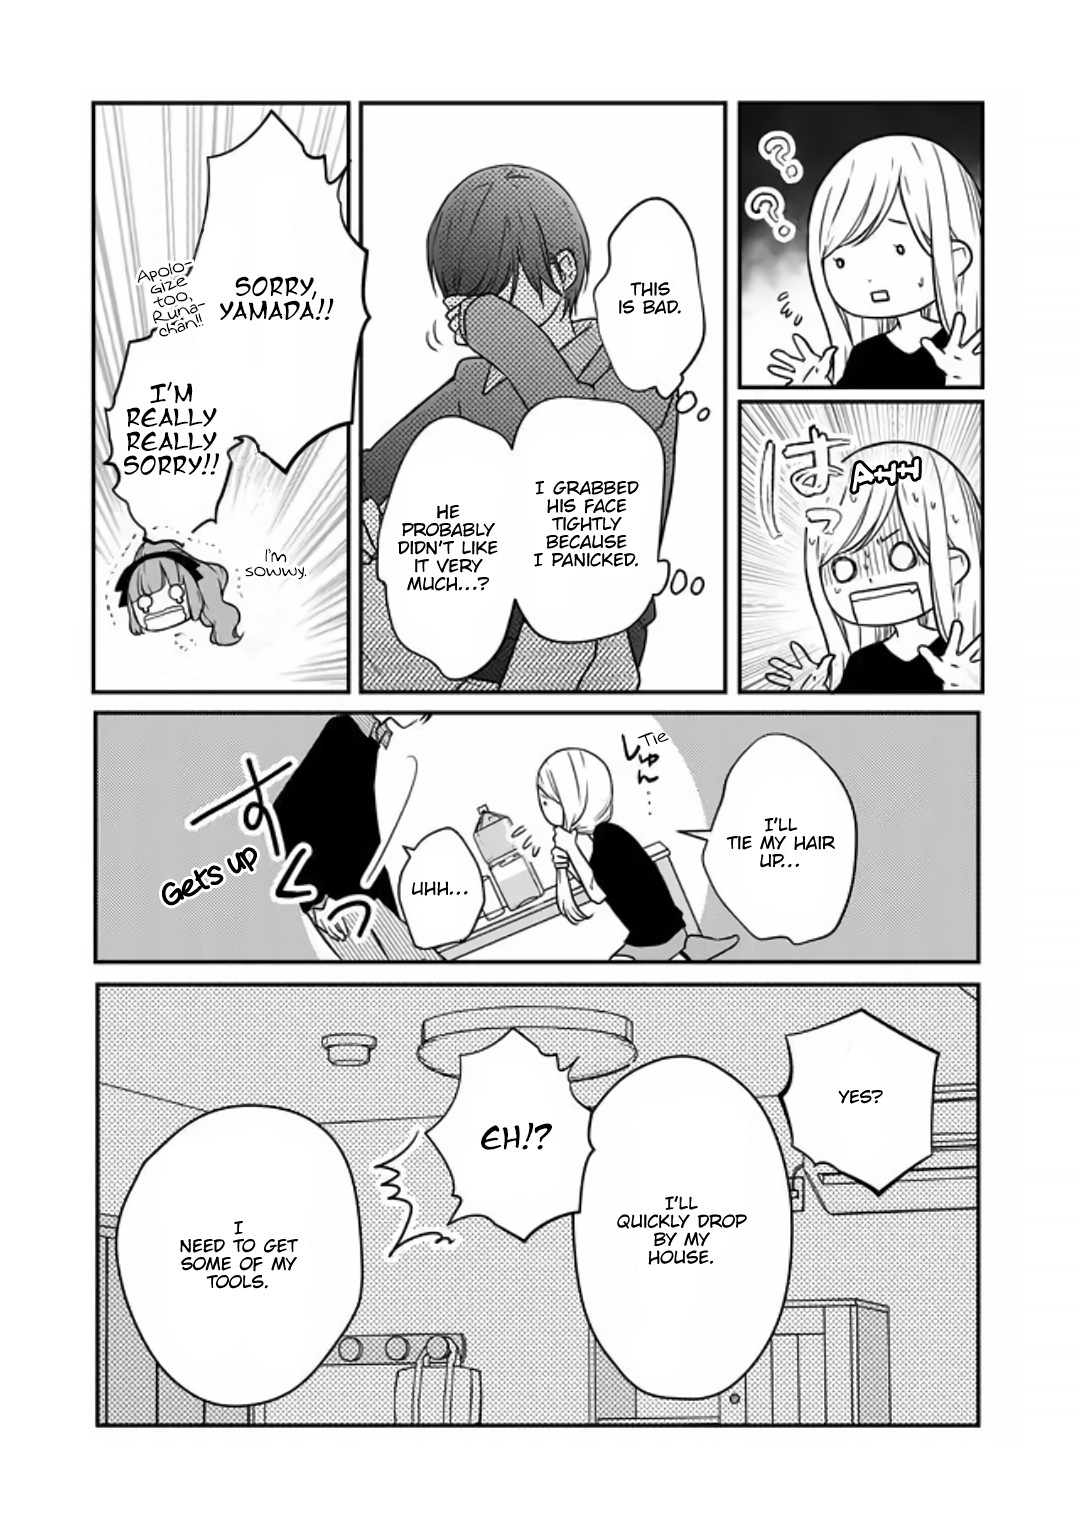 ??
はっ
AHH
THIS
IS BAD.
I GRABBED
HIS FACE
TIGHTLY
BECAUSE
I PANICKED.
HE
PROBABLY
DIDN'T LIKE
IT VERY
MUCH...?
SORRY,
YAMADA!!
Apolo-
gize
too,
Runa-
chan!!
I'M
REALLY
REALLY
SORRY!!
I'm
sowwy.
I'LL
TIE MY HAIR
UP...
Tie
しゅん……
UHH...
すくっ
Gets up
YES?
I'LL
QUICKLY DROP
BY MY
HOUSE.
EH!?
I
NEED TO GET
SOME OF MY
TOOLS.